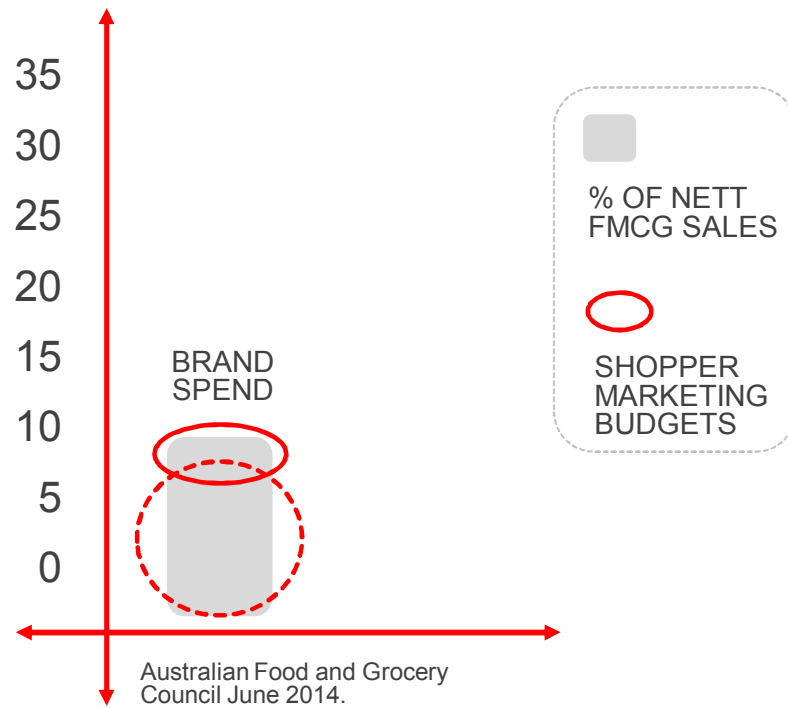 35
30
25
20
15
10
5
0
BRAND
SPEND
% OF NETT
FMCG SALES
SHOPPER
MARKETING
BUDGETS
Australian Food and Grocery
Council June 2014.